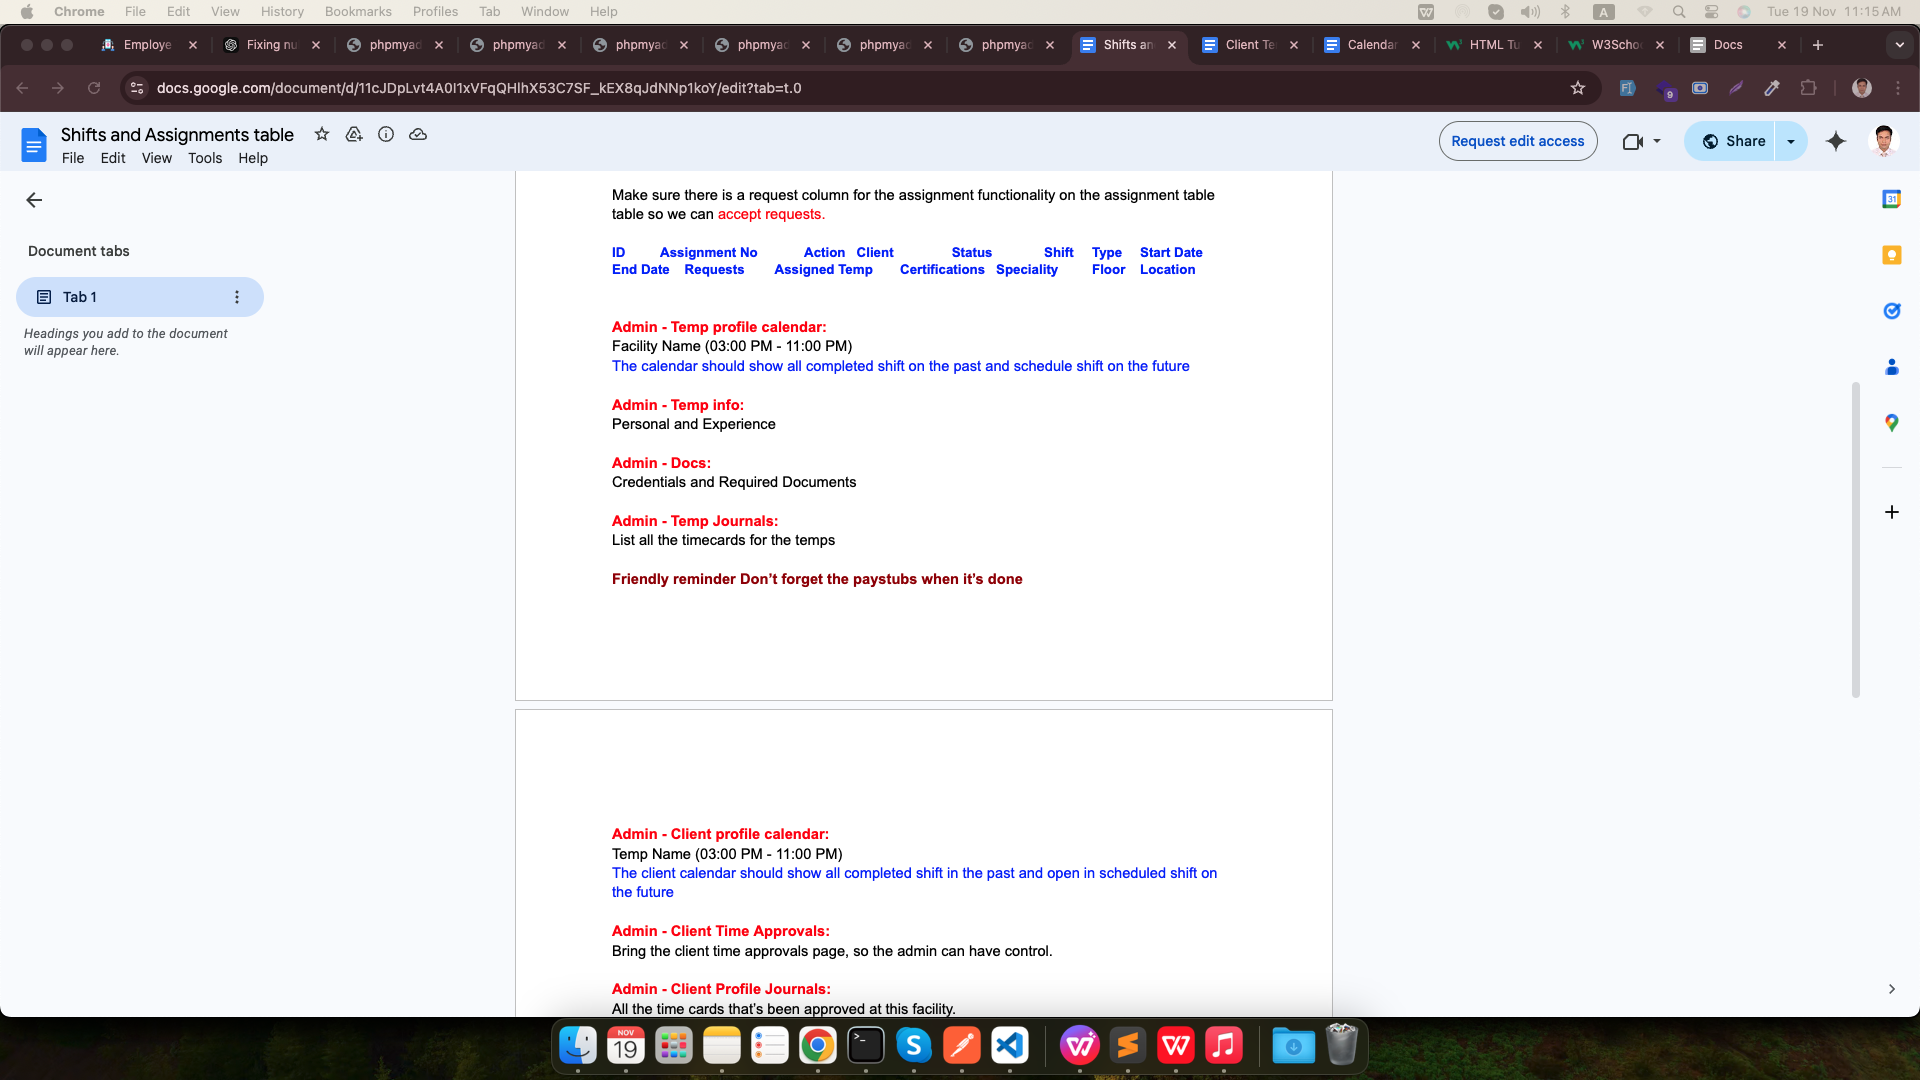 Chrome File Edit View History Bookmarks Profiles Tab Window Help Tue 19 Nov 11:15 AM
Employe Fixing nu phpmyad phpmyad phpmyad phpmyad phpmyad phpmyad Shifts an Client Te Calendar HTML Tu W3Scho Docs
docs.google.com/document/d/11cJDpLvt4A0I1xVFqQHlhX53C7SF_kEX8qJdNNp1koY/edit?tab=t.0
Shifts and Assignments table
File Edit View Tools Help
Request edit access
Share
Document tabs
Tab 1
Headings you add to the document
will appear here.
Make sure there is a request column for the assignment functionality on the assignment table
table so we can accept requests.
ID Assignment No Action Client Status Shift Type Start Date
End Date Requests Assigned Temp Certifications Speciality Floor Location
Admin - Temp profile calendar:
Facility Name (03:00 PM - 11:00 PM)
The calendar should show all completed shift on the past and schedule shift on the future
Admin - Temp info:
Personal and Experience
Admin - Docs:
Credentials and Required Documents
Admin - Temp Journals:
List all the timecards for the temps
Friendly reminder Don’t forget the paystubs when it’s done
Admin - Client profile calendar:
Temp Name (03:00 PM - 11:00 PM)
The client calendar should show all completed shift in the past and open in scheduled shift on
the future
Admin - Client Time Approvals:
Bring the client time approvals page, so the admin can have control.
Admin - Client Profile Journals:
All the time cards that’s been approved at this facility.
NOV
19